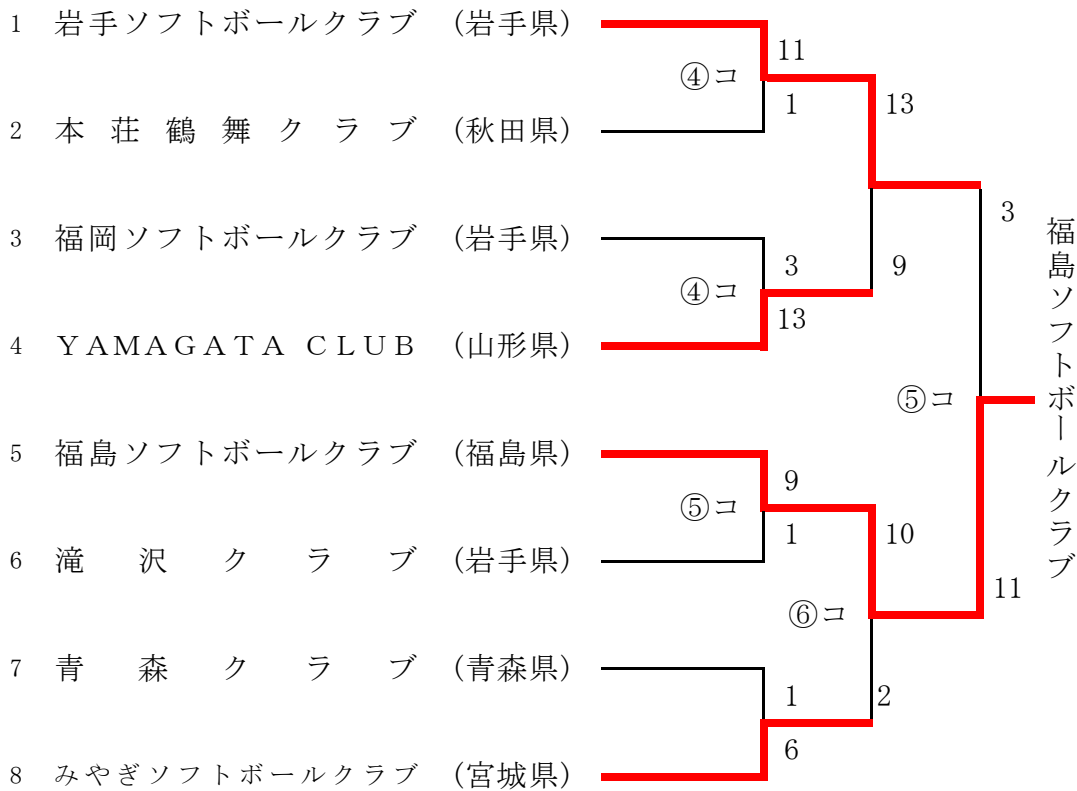 1 岩手ソフトボールクラブ (岩手県)
11
④コ
1
13
2 本荘鶴舞クラブ (秋田県)
3
3 福岡ソフトボールクラブ (岩手県)
3
④コ
13
9
4 YAMAGATA CLUB (山形県)
⑤コ
福島ソフトボールクラブ
5 福島ソフトボールクラブ (福島県)
9
⑤コ
1
10
6 滝沢クラブ (岩手県)
11
⑥コ
7 青森クラブ (青森県)
1
2
6
8 みやぎソフトボールクラブ (宮城県)